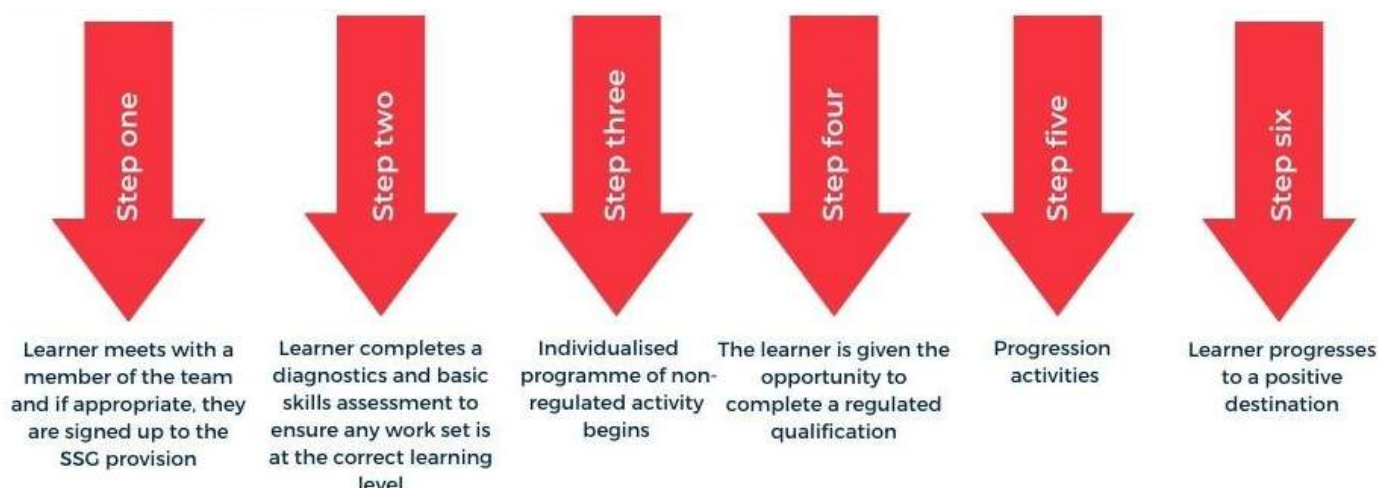 Step one
Learner meets with a
member of the team
and if appropriate, they
are signed up to the
SSG provision
Step two
Learner completes a
diagnostics and basic
skills assessment to
ensure any work set is
at the correct learning
level
Step three
Individualised
programme of non-
regulated activity
begins
Step four
The learner is given the
opportunity to
complete a regulated
qualification
Step five
Progression
activities
Step six
Learner progresses
to a positive
destination